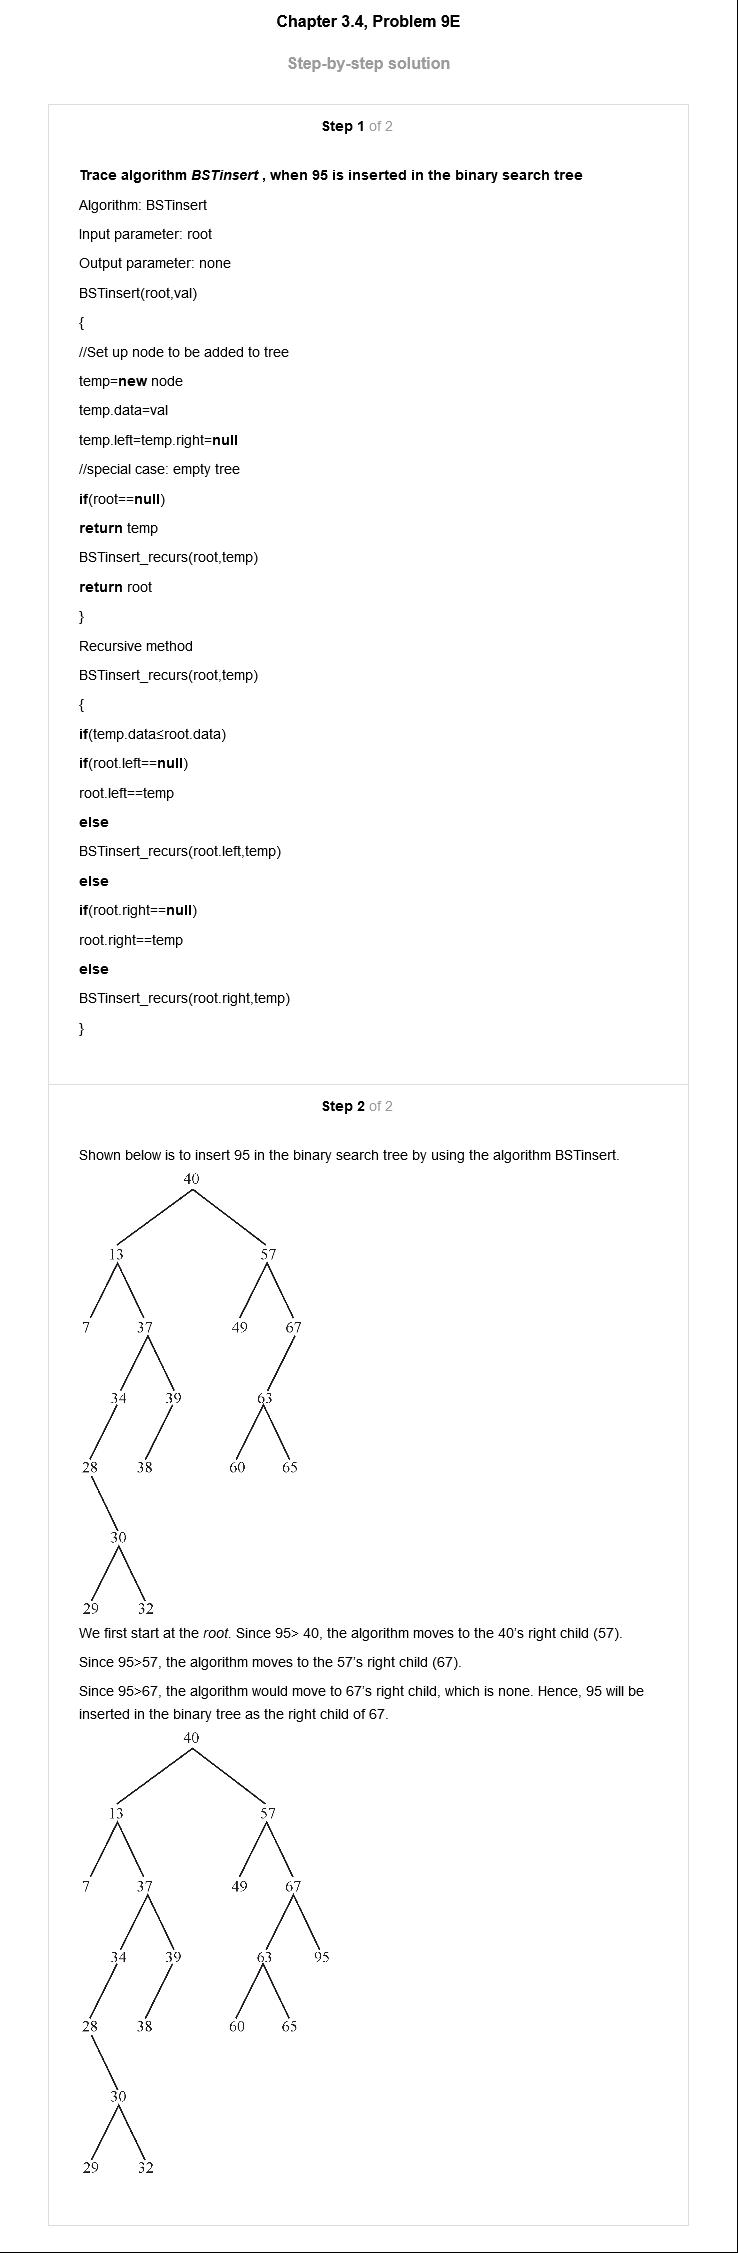 Chapter 3.4, Problem 9E
Step-by-step solution
Step 1 of 2
Trace algorithm BSTinsert , when 95 is inserted in the binary search tree
Algorithm: BSTinsert
Input parameter: root
Output parameter: none
BSTinsert(root,val)
{
//Set up node to be added to tree
temp=new node
temp.data=val
temp.left=temp.right=null
//special case: empty tree
if(root==null)
return temp
BSTinsert_recurs(root,temp)
return root
}
Recursive method
BSTinsert_recurs(root,temp)
{
if(temp.data≤root.data)
if(root.left==null)
root.left==temp
else
BSTinsert_recurs(root.left,temp)
else
if(root.right==null)
root.right==temp
else
BSTinsert_recurs(root.right,temp)
}
Step 2 of 2
Shown below is to insert 95 in the binary search tree by using the algorithm BSTinsert.
40
13 57
7 37 49 67
34 39 63
28 38 60 65
30
29 32
We first start at the root. Since 95> 40, the algorithm moves to the 40's right child (57).
Since 95>57, the algorithm moves to the 57's right child (67).
Since 95>67, the algorithm would move to 67's right child, which is none. Hence, 95 will be
inserted in the binary tree as the right child of 67.
40
13 57
7 37 49 67
34 39 63 95
28 38 60 65
30
29 32